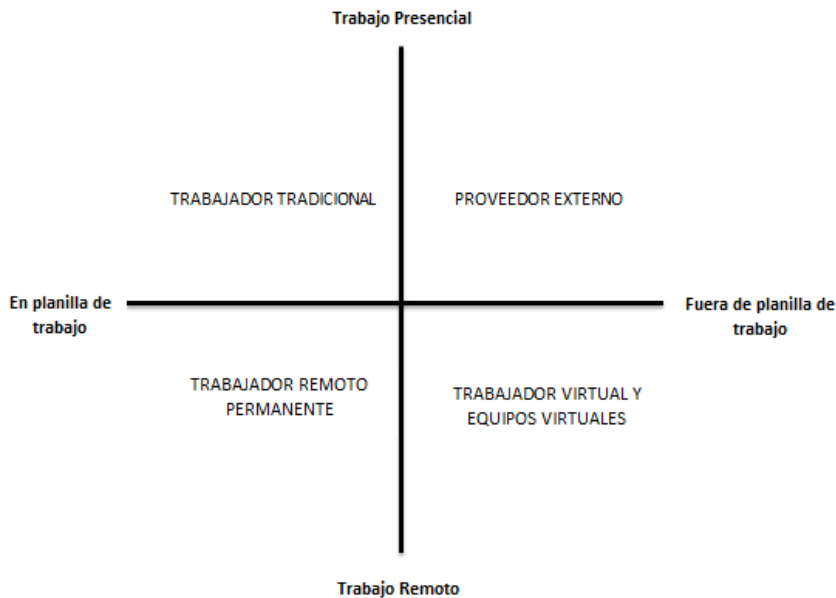 Trabajo Presencial
TRABAJADOR TRADICIONAL
PROVEEDOR EXTERNO
En planilla de
trabajo
Fuera de planilla de
trabajo
TRABAJADOR REMOTO
PERMANENTE
TRABAJADOR VIRTUAL Y
EQUIPOS VIRTUALES
Trabajo Remoto